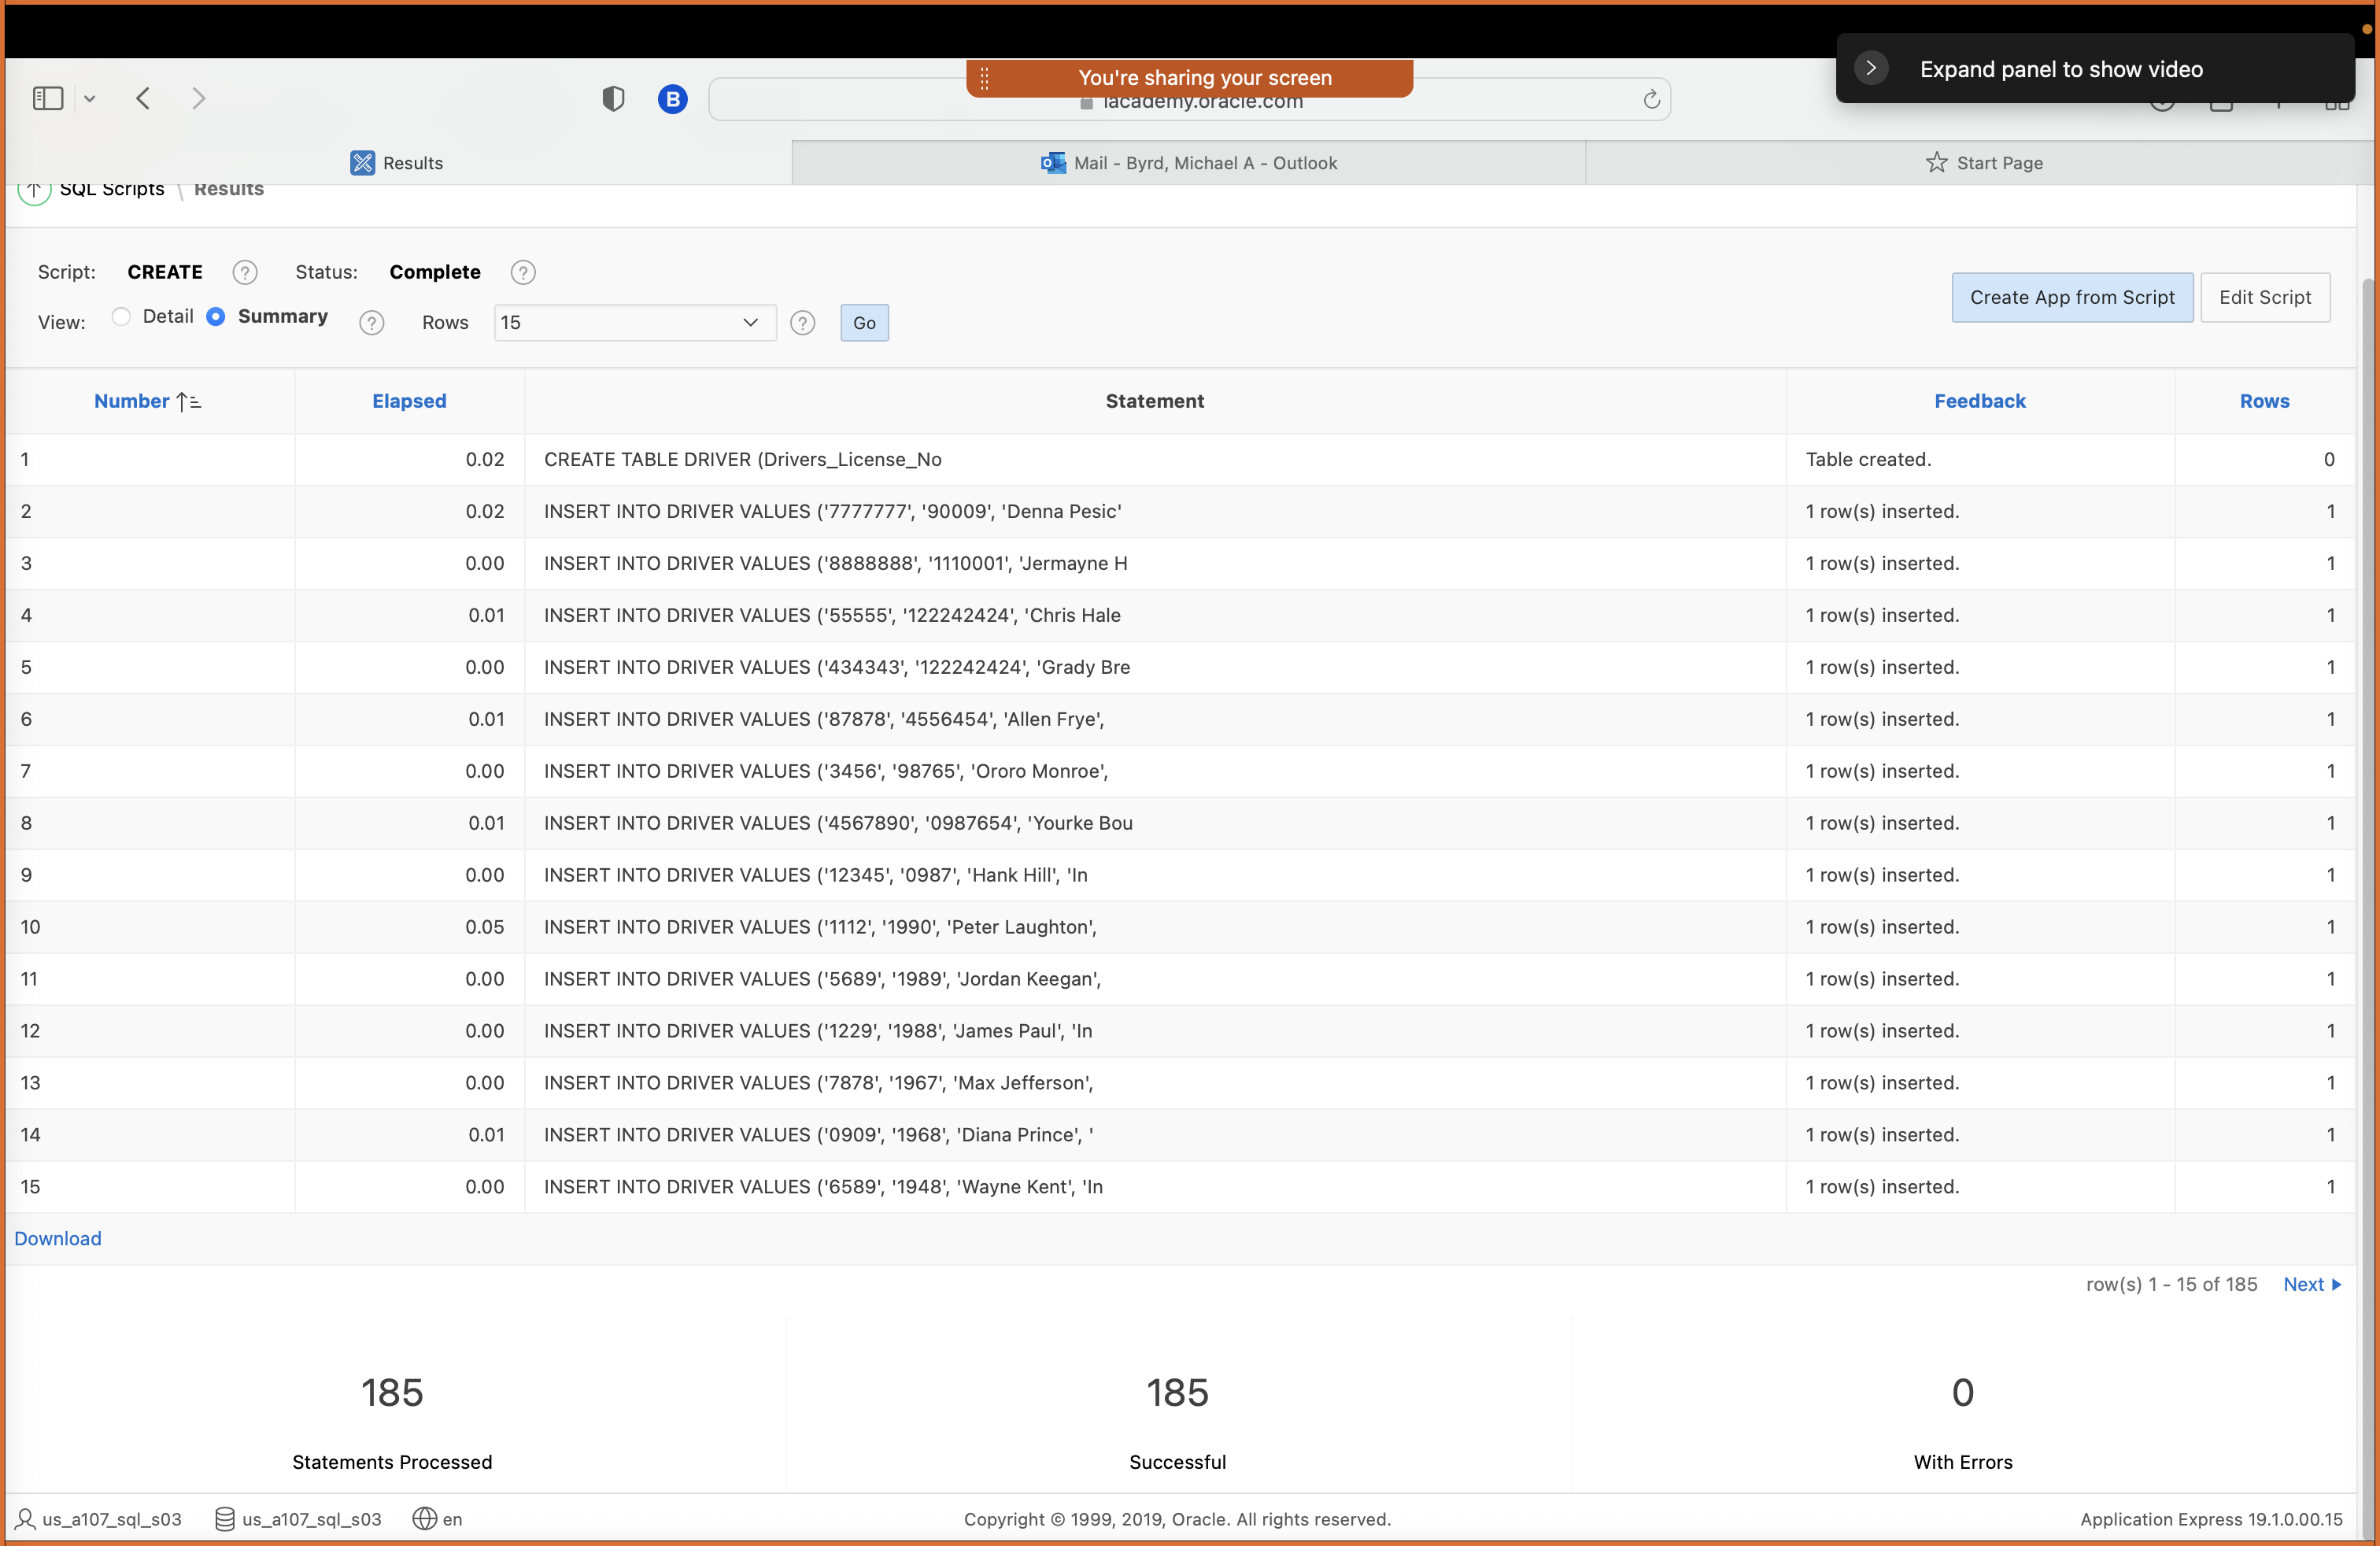 You're sharing your screen
Expand panel to show video
B
iacademy.oracle.com
Results
Mail - Byrd, Michael A - Outlook
Start Page
SQL Scripts \ Results
Script: CREATE ? Status: Complete ?
Create App from Script Edit Script
View: Detail Summary ? Rows 15 ? Go
Number Elapsed Statement Feedback Rows
1 0.02 CREATE TABLE DRIVER (Drivers_License_No Table created. 0
2 0.02 INSERT INTO DRIVER VALUES ('7777777', '90009', 'Denna Pesic' 1 row(s) inserted. 1
3 0.00 INSERT INTO DRIVER VALUES ('8888888', '1110001', 'Jermayne H 1 row(s) inserted. 1
4 0.01 INSERT INTO DRIVER VALUES ('55555', '122242424', 'Chris Hale 1 row(s) inserted. 1
5 0.00 INSERT INTO DRIVER VALUES ('434343', '122242424', 'Grady Bre 1 row(s) inserted. 1
6 0.01 INSERT INTO DRIVER VALUES ('87878', '4556454', 'Allen Frye', 1 row(s) inserted. 1
7 0.00 INSERT INTO DRIVER VALUES ('3456', '98765', 'Ororo Monroe', 1 row(s) inserted. 1
8 0.01 INSERT INTO DRIVER VALUES ('4567890', '0987654', 'Yourke Bou 1 row(s) inserted. 1
9 0.00 INSERT INTO DRIVER VALUES ('12345', '0987', 'Hank Hill', 'In 1 row(s) inserted. 1
10 0.05 INSERT INTO DRIVER VALUES ('1112', '1990', 'Peter Laughton', 1 row(s) inserted. 1
11 0.00 INSERT INTO DRIVER VALUES ('5689', '1989', 'Jordan Keegan', 1 row(s) inserted. 1
12 0.00 INSERT INTO DRIVER VALUES ('1229', '1988', 'James Paul', 'In 1 row(s) inserted. 1
13 0.00 INSERT INTO DRIVER VALUES ('7878', '1967', 'Max Jefferson', 1 row(s) inserted. 1
14 0.01 INSERT INTO DRIVER VALUES ('0909', '1968', 'Diana Prince', ' 1 row(s) inserted. 1
15 0.00 INSERT INTO DRIVER VALUES ('6589', '1948', 'Wayne Kent', 'In 1 row(s) inserted. 1
Download
row(s) 1 - 15 of 185 Next
185 185 0
Statements Processed Successful With Errors
us_a107_sql_s03 us_a107_sql_s03 en Copyright © 1999, 2019, Oracle. All rights reserved. Application Express 19.1.0.00.15